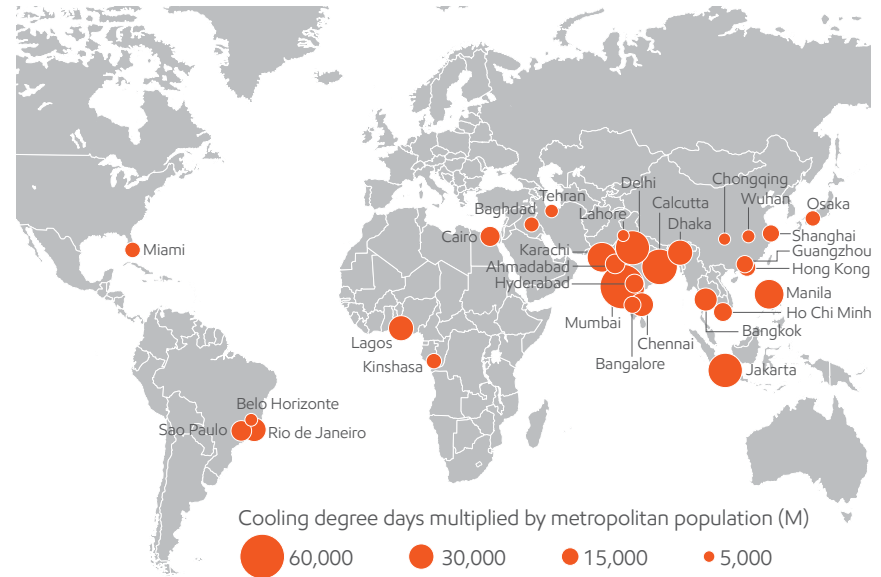 Delhi
Chongqing
Tehran
Calcutta
Wuhan
Osaka
Baghdad
Lahore
Dhaka
Cairo
Shanghai
Miami
Karachi
Guangzhou
Ahmadabad
Hong Kong
Hyderabad
Manila
Mumbai
Ho Chi Minh
Lagos
Chennai
Bangkok
Kinshasa
Bangalore
Jakarta
Belo Horizonte
Sao Paulo
Rio de Janeiro
Cooling degree days multiplied by metropolitan population (M)
60,000 30,000 15,000 5,000